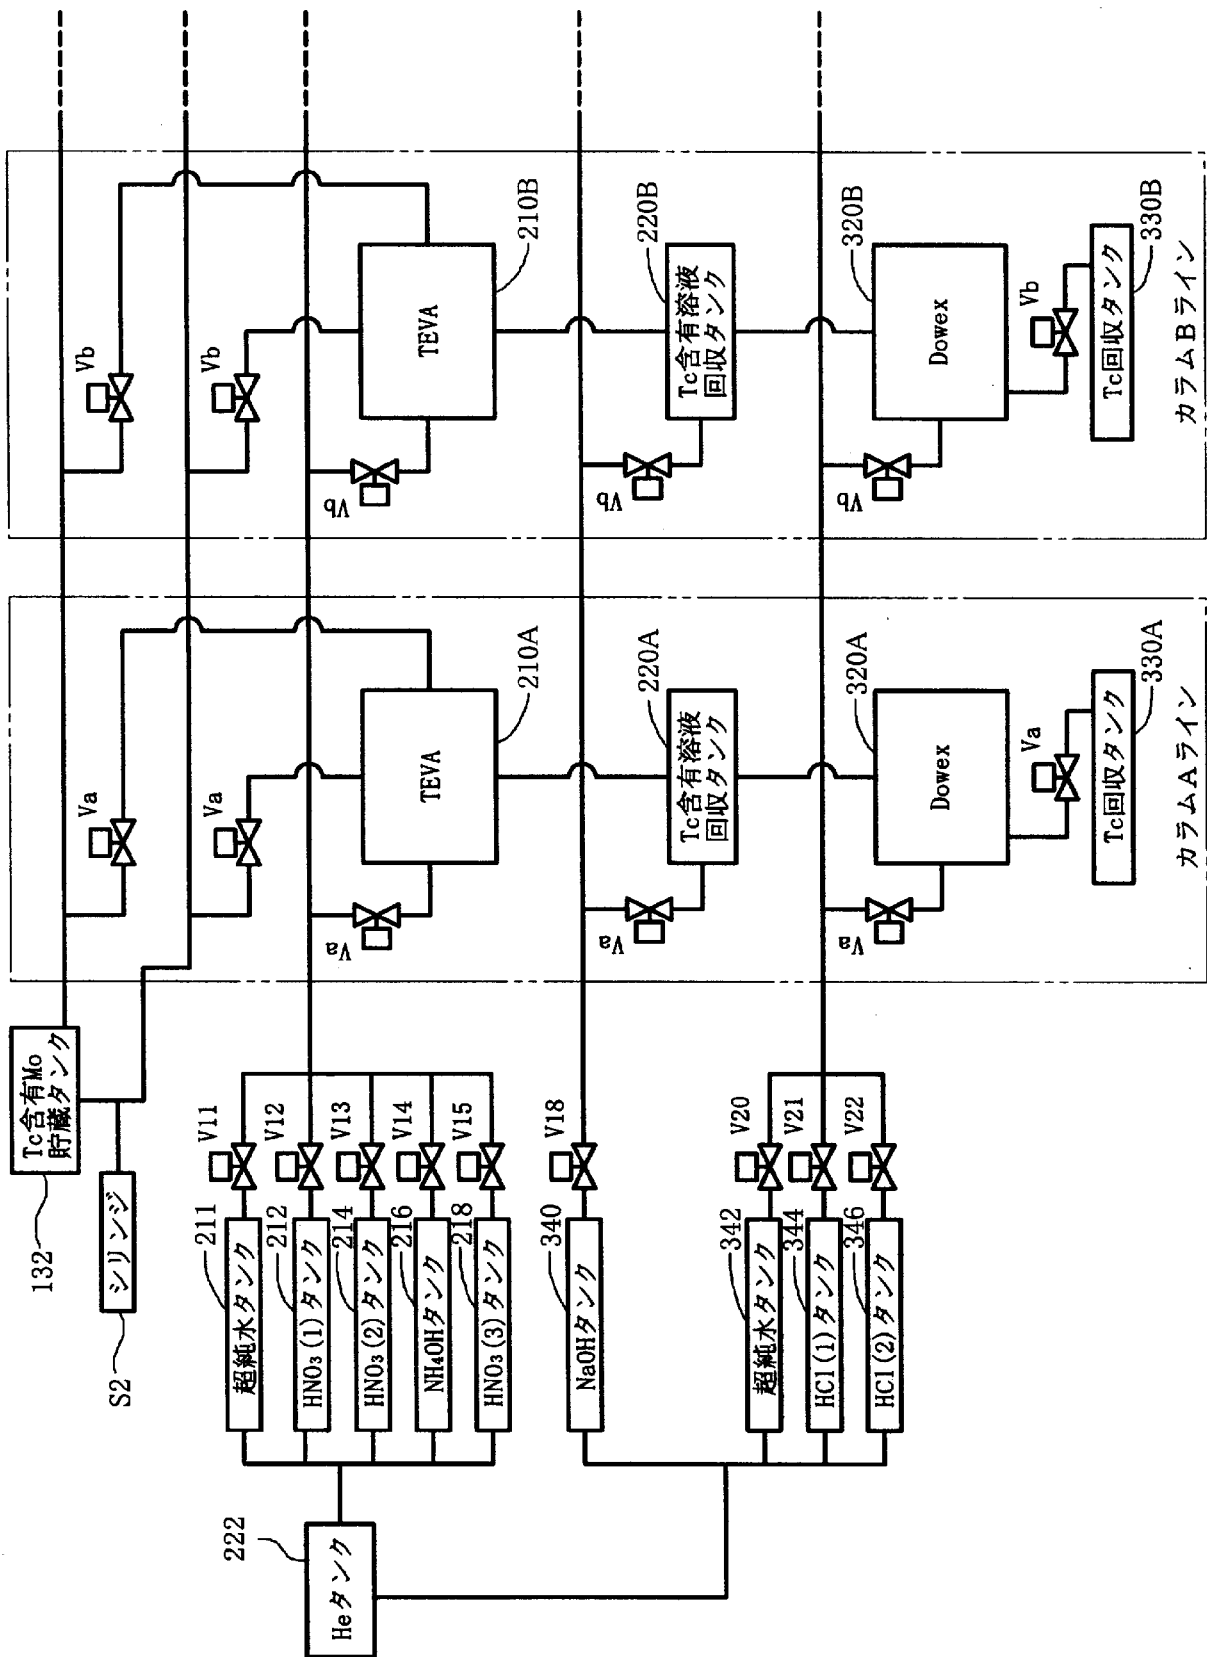 132
Tc含有Mo
貯蔵タンク
S2
シリンジ
222
Heタンク
211
超純水タンク
V11
212
HNO₃(1)タンク
V12
214
HNO₃(2)タンク
V13
216
NH₄OHタンク
V14
218
HNO₃(3)タンク
V15
340
NaOHタンク
V18
342
超純水タンク
V20
344
HCl(1)タンク
V21
346
HCl(2)タンク
V22
Va
Va
Va
TEVA
210A
Va
Tc含有溶液
回収タンク
220A
Va
Dowex
320A
Va
Tc回収タンク
330A
カラムAライン
Vb
Vb
Vb
TEVA
210B
Vb
Tc含有溶液
回収タンク
220B
Vb
Dowex
320B
Vb
Tc回収タンク
330B
カラムBライン